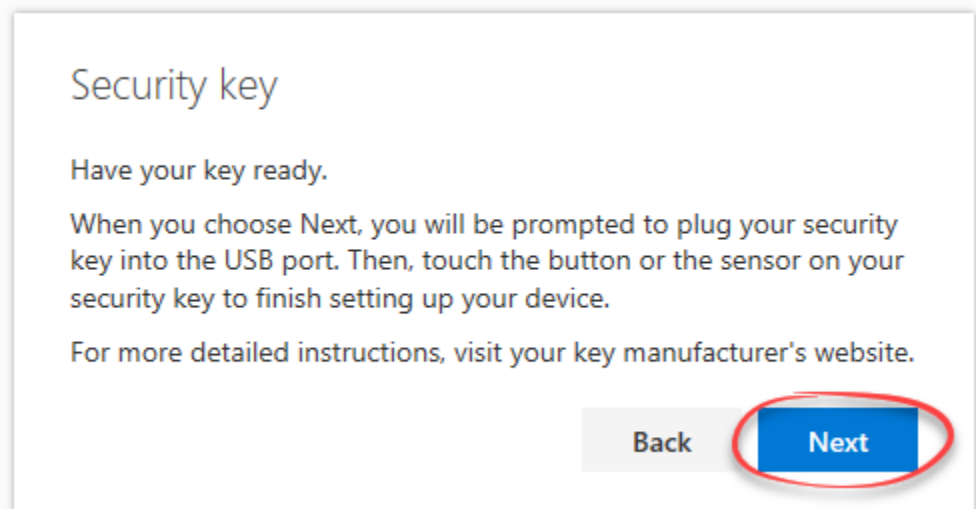 Security key
Have your key ready.
When you choose Next, you will be prompted to plug your security
key into the USB port. Then, touch the button or the sensor on your
security key to finish setting up your device.
For more detailed instructions, visit your key manufacturer's website.
Back Next